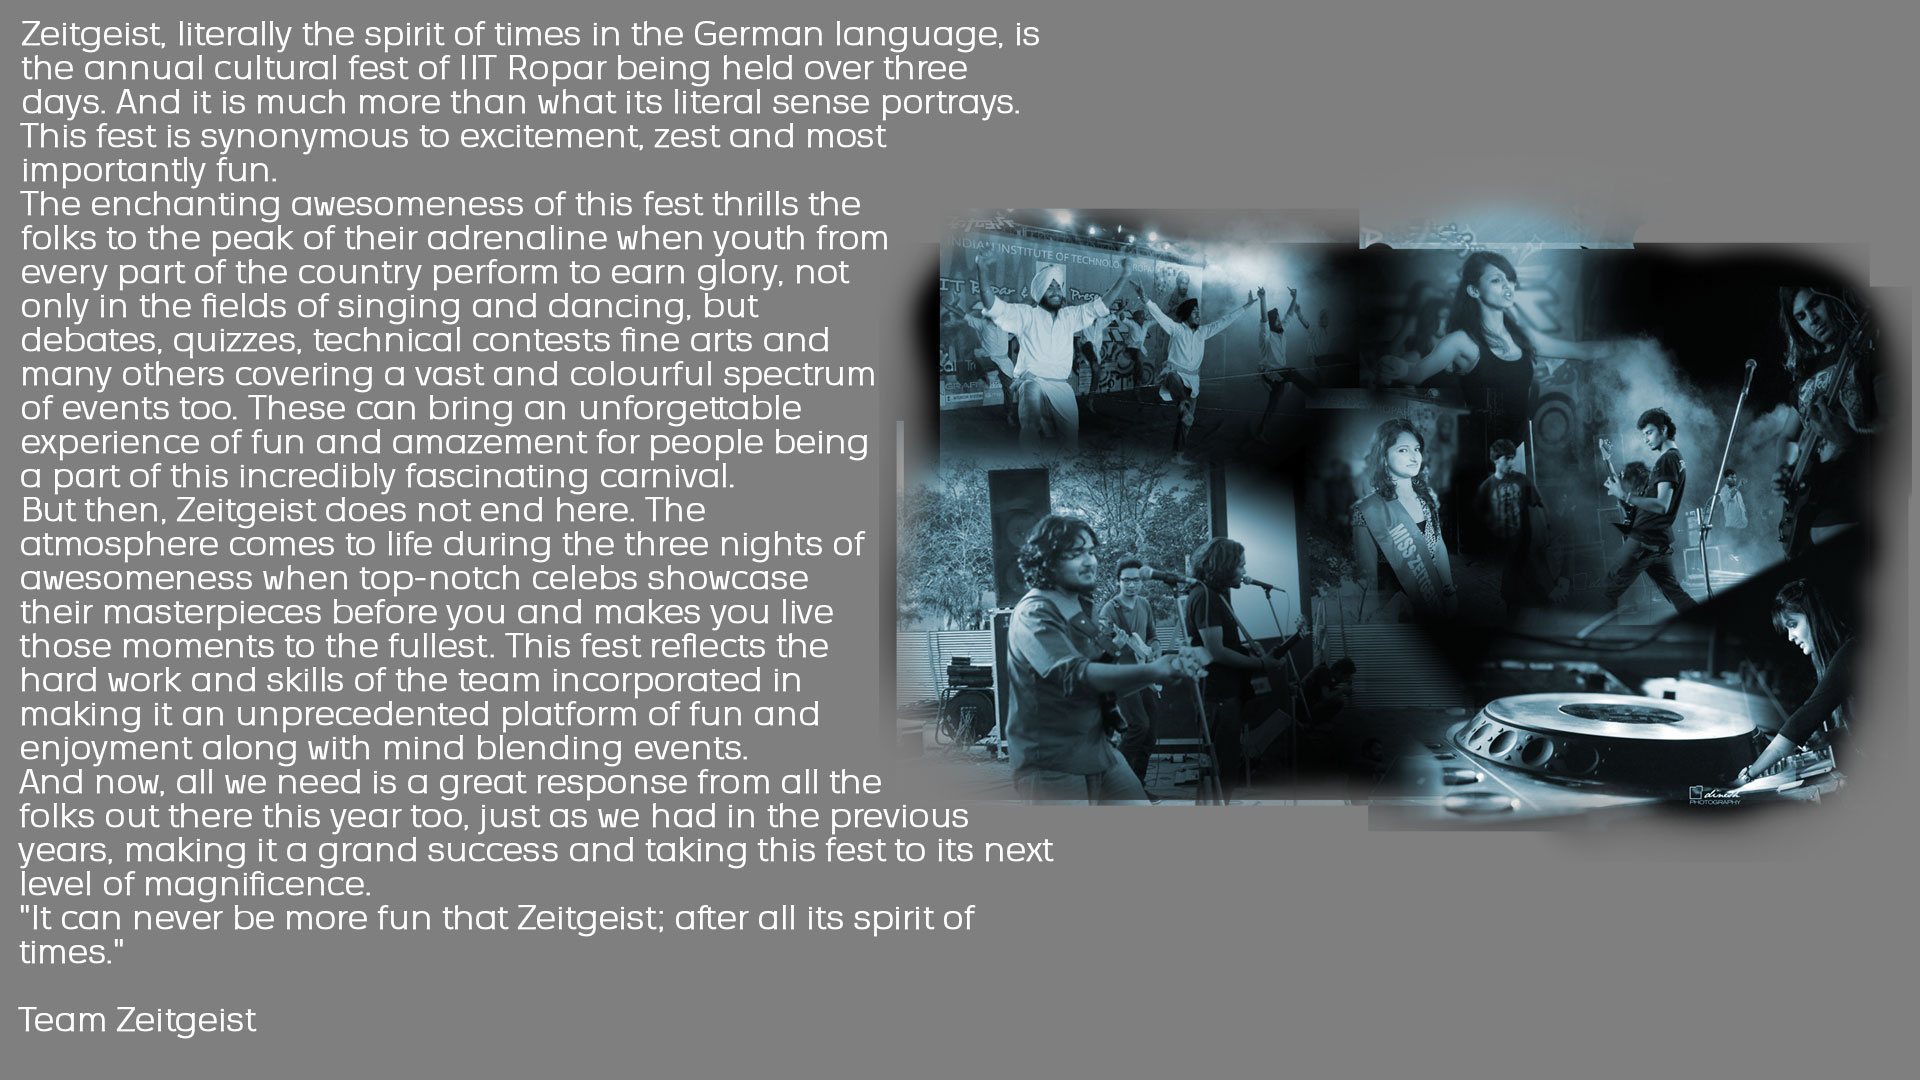 Zeitgeist, literally the spirit of times in the German language, is
the annual cultural fest of IIT Ropar being held over three
days. And it is much more than what its literal sense portrays.
This fest is synonymous to excitement, zest and most
importantly fun.
The enchanting awesomeness of this fest thrills the
folks to the peak of their adrenaline when youth from
every part of the country perform to earn glory, not
only in the fields of singing and dancing, but
debates, quizzes, technical contests fine arts and
many others covering a vast and colourful spectrum
of events too. These can bring an unforgettable
experience of fun and amazement for people being
a part of this incredibly fascinating carnival.
But then, Zeitgeist does not end here. The
atmosphere comes to life during the three nights of
awesomeness when top-notch celebs showcase
their masterpieces before you and makes you live
those moments to the fullest. This fest reflects the
hard work and skills of the team incorporated in
making it an unprecedented platform of fun and
enjoyment along with mind blending events.
And now, all we need is a great response from all the
folks out there this year too, just as we had in the previous
years, making it a grand success and taking this fest to its next
level of magnificence.
"It can never be more fun that Zeitgeist; after all its spirit of
times."
Team Zeitgeist
INSTITUTE OF
MISS
dinesh
PHOTOGRAPHY